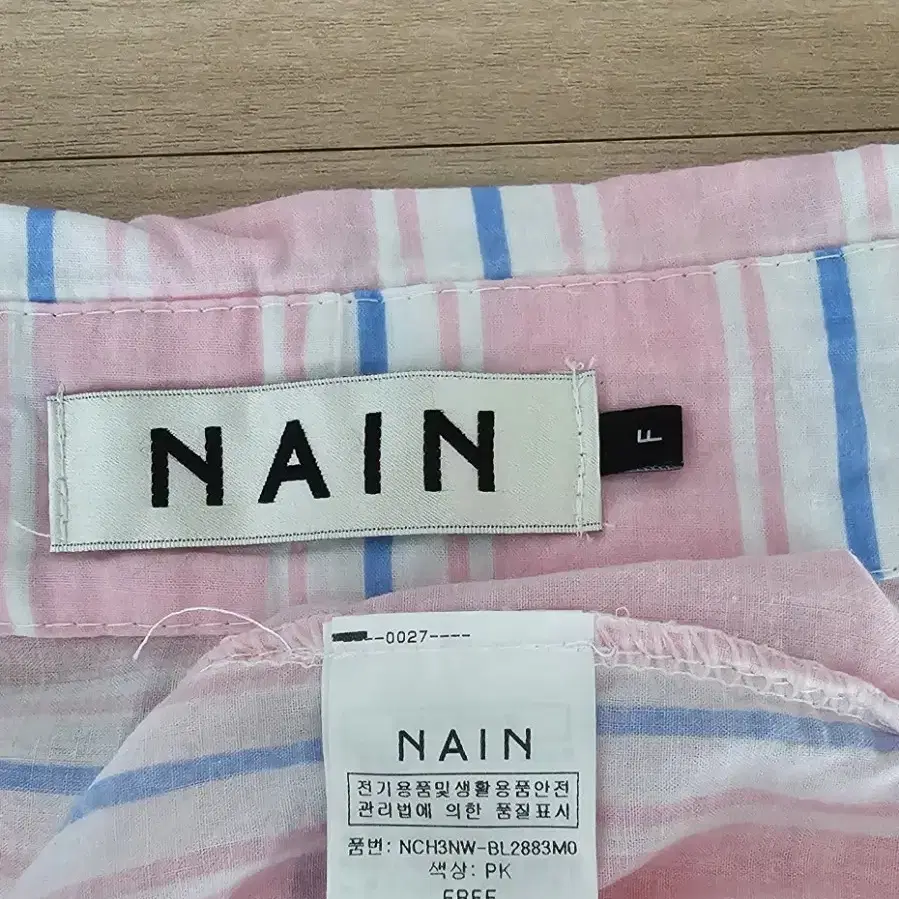 NAIN
F
--0027----
NAIN
전기용품및생활용품안전
관리법에 의한 품질표시
품번: NCH3NW-BL2883M0
색상: PK
FREE